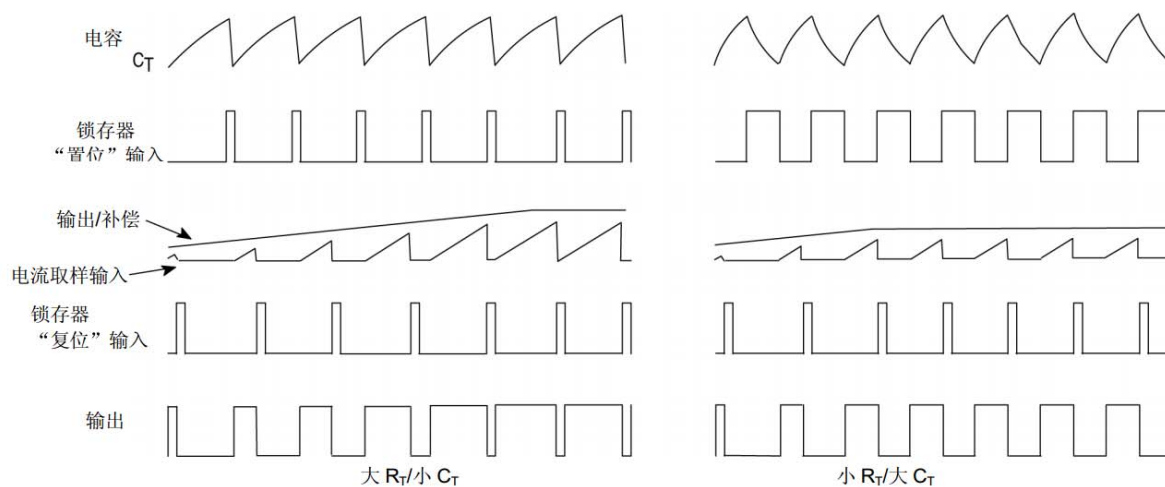 电容
CT
锁存器
“置位”输入
输出/补偿
电流取样输入
锁存器
“复位”输入
输出
大 RT/小 CT
小 RT/大 CT